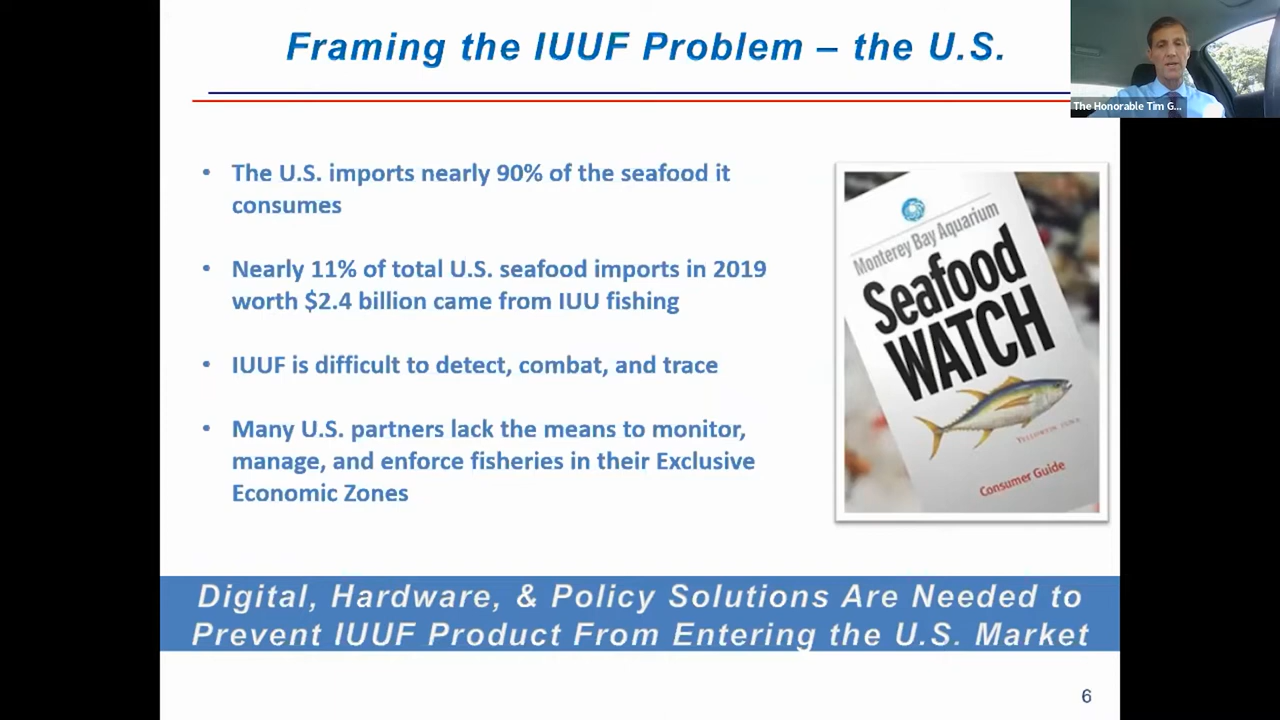 Framing the IUUF Problem – the U.S.
The Honorable Tim G...
• The U.S. imports nearly 90% of the seafood it
consumes
• Nearly 11% of total U.S. seafood imports in 2019
worth $2.4 billion came from IUU fishing
• IUUF is difficult to detect, combat, and trace
• Many U.S. partners lack the means to monitor,
manage, and enforce fisheries in their Exclusive
Economic Zones
Monterey Bay Aquarium
Seafood
WATCH
YELLOWFIN TUNA
Consumer Guide
Digital, Hardware, & Policy Solutions Are Needed to
Prevent IUUF Product From Entering the U.S. Market
6